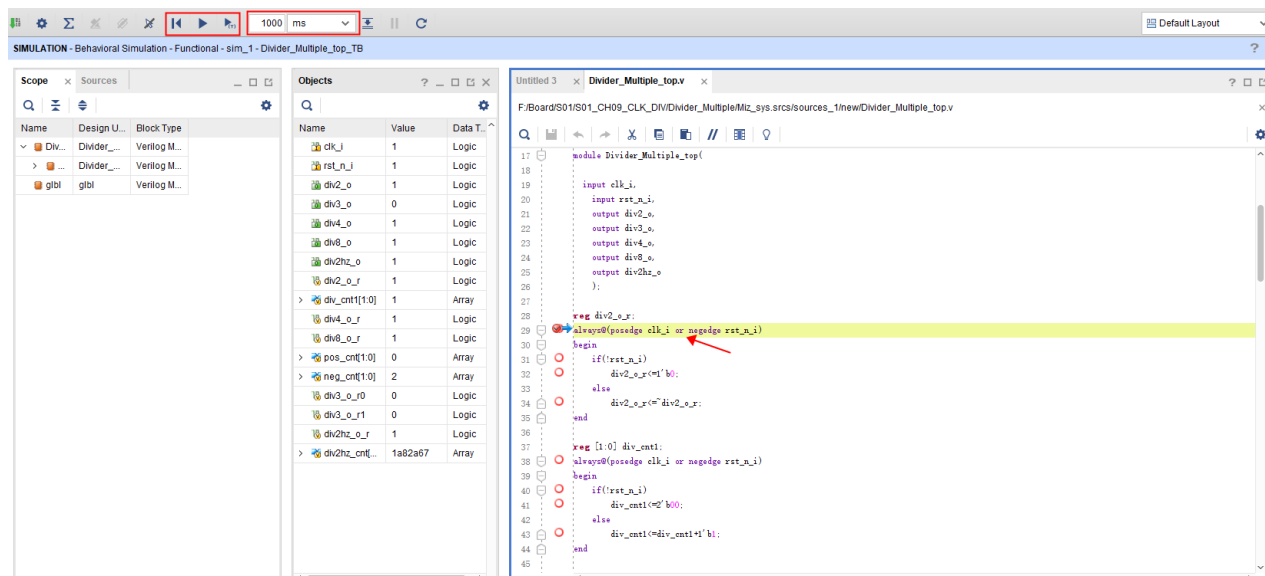 1000 ms
Default Layout
SIMULATION - Behavioral Simulation - Functional - sim_1 - Divider_Multiple_top_TB
?
Scope × Sources
Name Design U... Block Type
Div... Divider_... Verilog M...
... Divider_... Verilog M...
glbl glbl Verilog M...
Objects
Name Value Data T...
clk_i 1 Logic
rst_n_i 1 Logic
div2_o 1 Logic
div3_o 0 Logic
div4_o 1 Logic
div8_o 1 Logic
div2hz_o 1 Logic
div2_o_r 1 Logic
div_cnt1[1:0] 1 Array
div4_o_r 1 Logic
div8_o_r 1 Logic
pos_cnt[1:0] 0 Array
neg_cnt[1:0] 2 Array
div3_o_r0 0 Logic
div3_o_r1 0 Logic
div2hz_o_r 1 Logic
div2hz_cnt[... 1a82a67 Array
Untitled 3 × Divider_Multiple_top.v ×
F:/Board/S01/S01_CH09_CLK_DIV/Divider_Multiple/Miz_sys.srcs/sources_1/new/Divider_Multiple_top.v
17 module Divider_Multiple_top(
18
19 input clk_i,
20 input rst_n_i,
21 output div2_o,
22 output div3_o,
23 output div4_o,
24 output div8_o,
25 output div2hz_o
26 );
27
28 reg div2_o_r;
29 always@(posedge clk_i or negedge rst_n_i)
30 begin
31 if(!rst_n_i)
32 div2_o_r<=1'b0;
33 else
34 div2_o_r<=~div2_o_r;
35 end
36
37 reg [1:0] div_cnt1;
38 always@(posedge clk_i or negedge rst_n_i)
39 begin
40 if(!rst_n_i)
41 div_cnt1<=2'b00;
42 else
43 div_cnt1<=div_cnt1+1'b1;
44 end
45